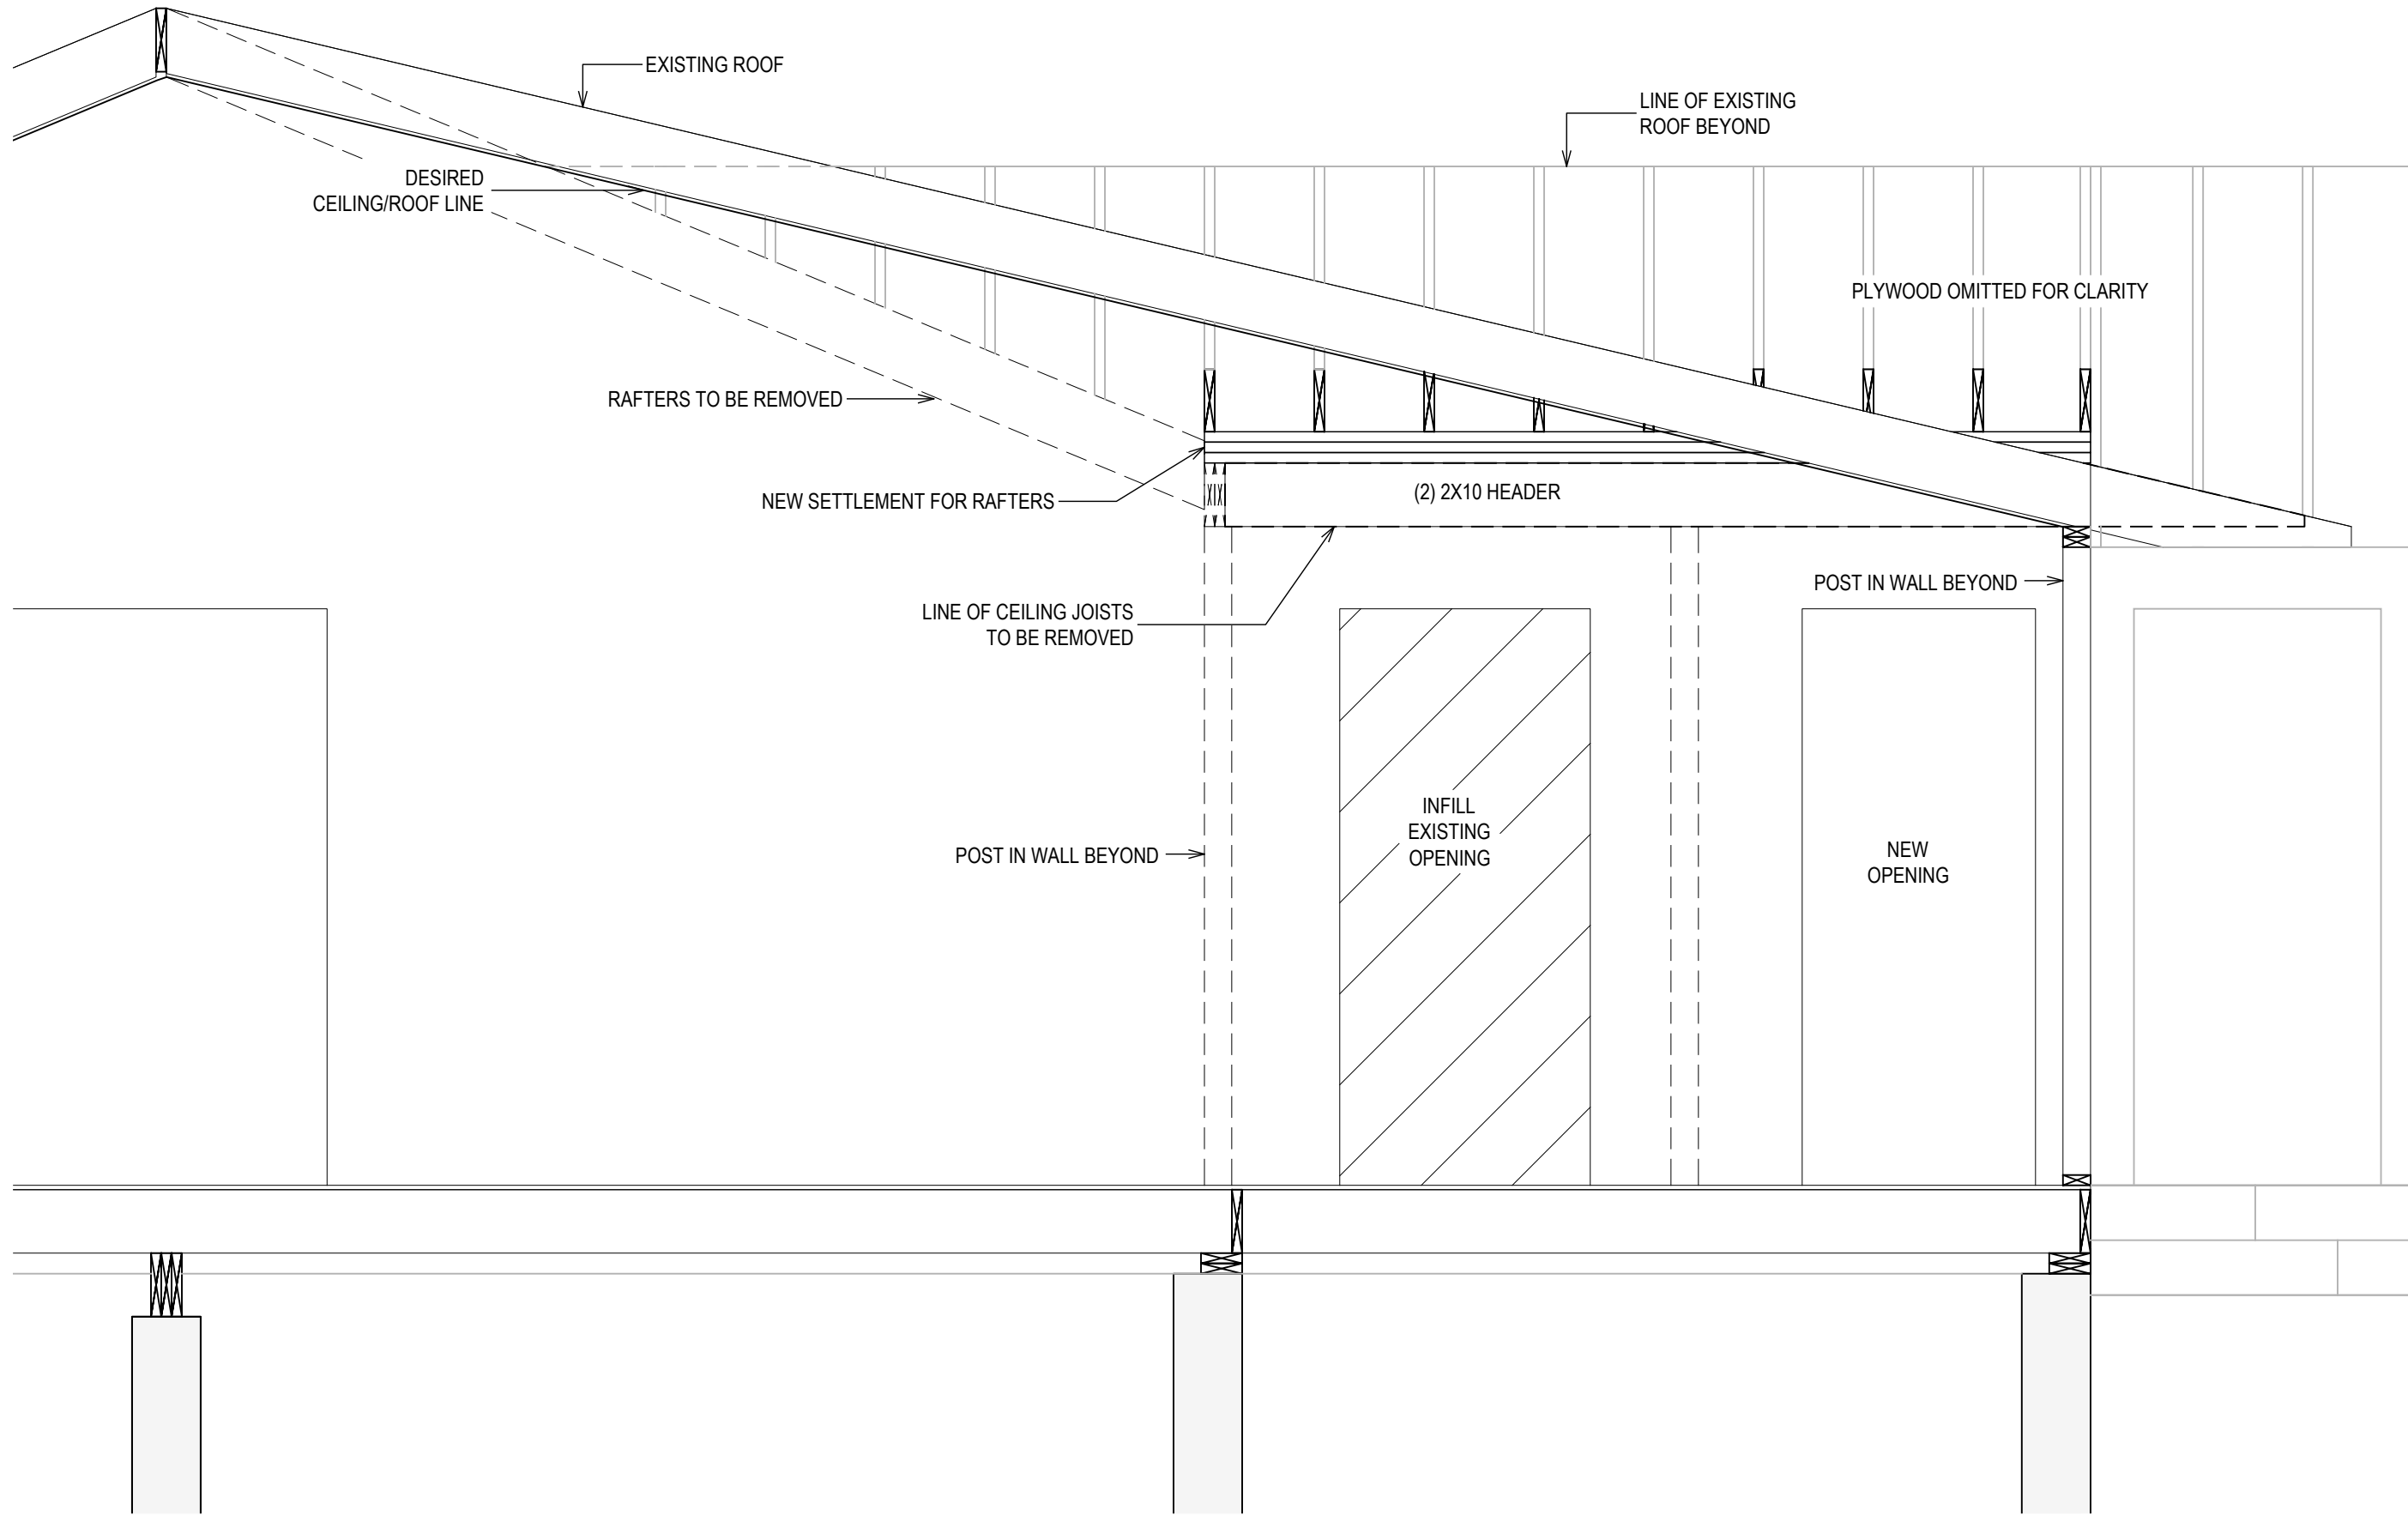 EXISTING ROOF
LINE OF EXISTING
ROOF BEYOND
DESIRED
CEILING/ROOF LINE
PLYWOOD OMITTED FOR CLARITY
RAFTERS TO BE REMOVED
NEW SETTLEMENT FOR RAFTERS
(2) 2X10 HEADER
POST IN WALL BEYOND
LINE OF CEILING JOISTS
TO BE REMOVED
INFILL
EXISTING
OPENING
POST IN WALL BEYOND
NEW
OPENING